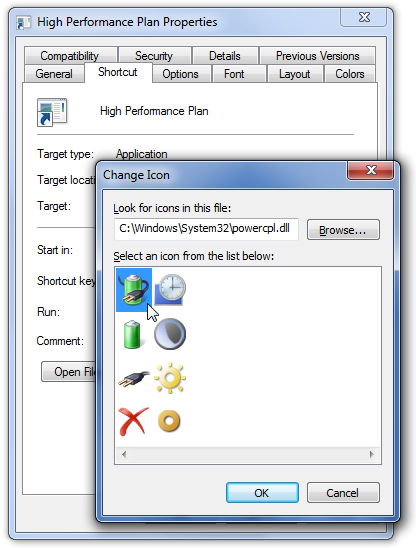 High Performance Plan Properties
Compatibility Security Details Previous Versions
General Shortcut Options Font Layout Colors
High Performance Plan
Target type: Application
Target locati
Target:
Start in:
Shortcut key
Run:
Comment:
Open File
Change Icon
Look for icons in this file:
C:\Windows\System32\powercpl.dll Browse...
Select an icon from the list below:
OK Cancel